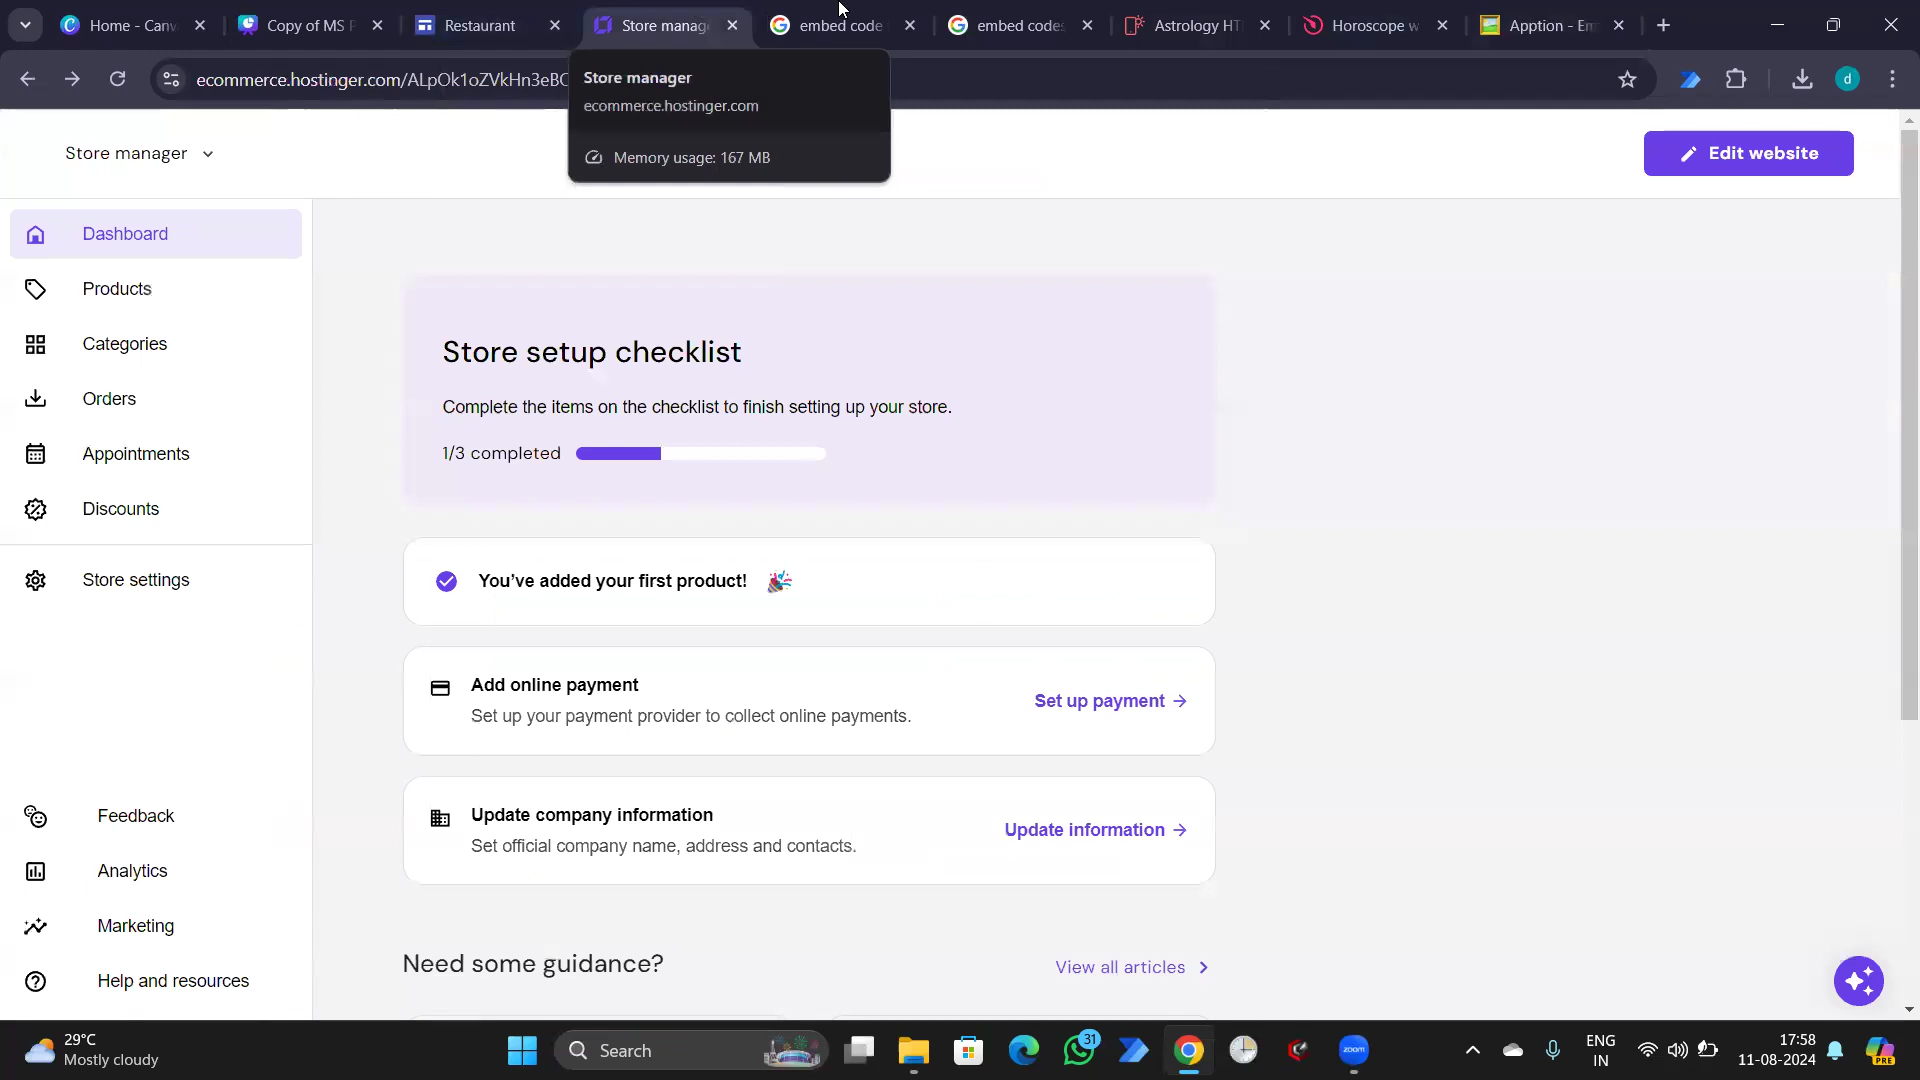 Home - Canv
Copy of MS P
Restaurant
Store manag
embed code
embed codes
Astrology HT
Horoscope w
Apption - Em
ecommerce.hostinger.com/ALpOk1oZVkHn3eBC
d
Store manager
ecommerce.hostinger.com
Memory usage: 167 MB
Store manager
Edit website
Dashboard
Products
Categories
Orders
Appointments
Discounts
Store settings
Feedback
Analytics
Marketing
Help and resources
Store setup checklist
Complete the items on the checklist to finish setting up your store.
1/3 completed
You've added your first product!
Add online payment
Set up your payment provider to collect online payments.
Set up payment
Update company information
Set official company name, address and contacts.
Update information
Need some guidance?
View all articles
29°C
Mostly cloudy
Search
31
zoom
ENG
IN
17:58
11-08-2024
PRE